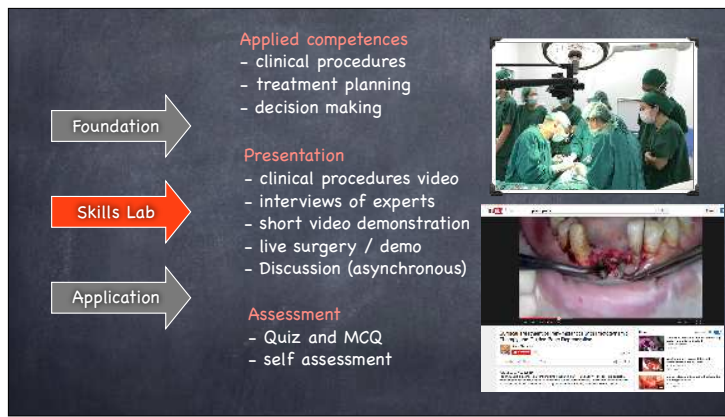 Foundation
Skills Lab
Application
Applied competences
- clinical procedures
- treatment planning
- decision making
Presentation
- clinical procedures video
- interviews of experts
- short video demonstration
- live surgery / demo
- Discussion (asynchronous)
Assessment
- Quiz and MCQ
- self assessment